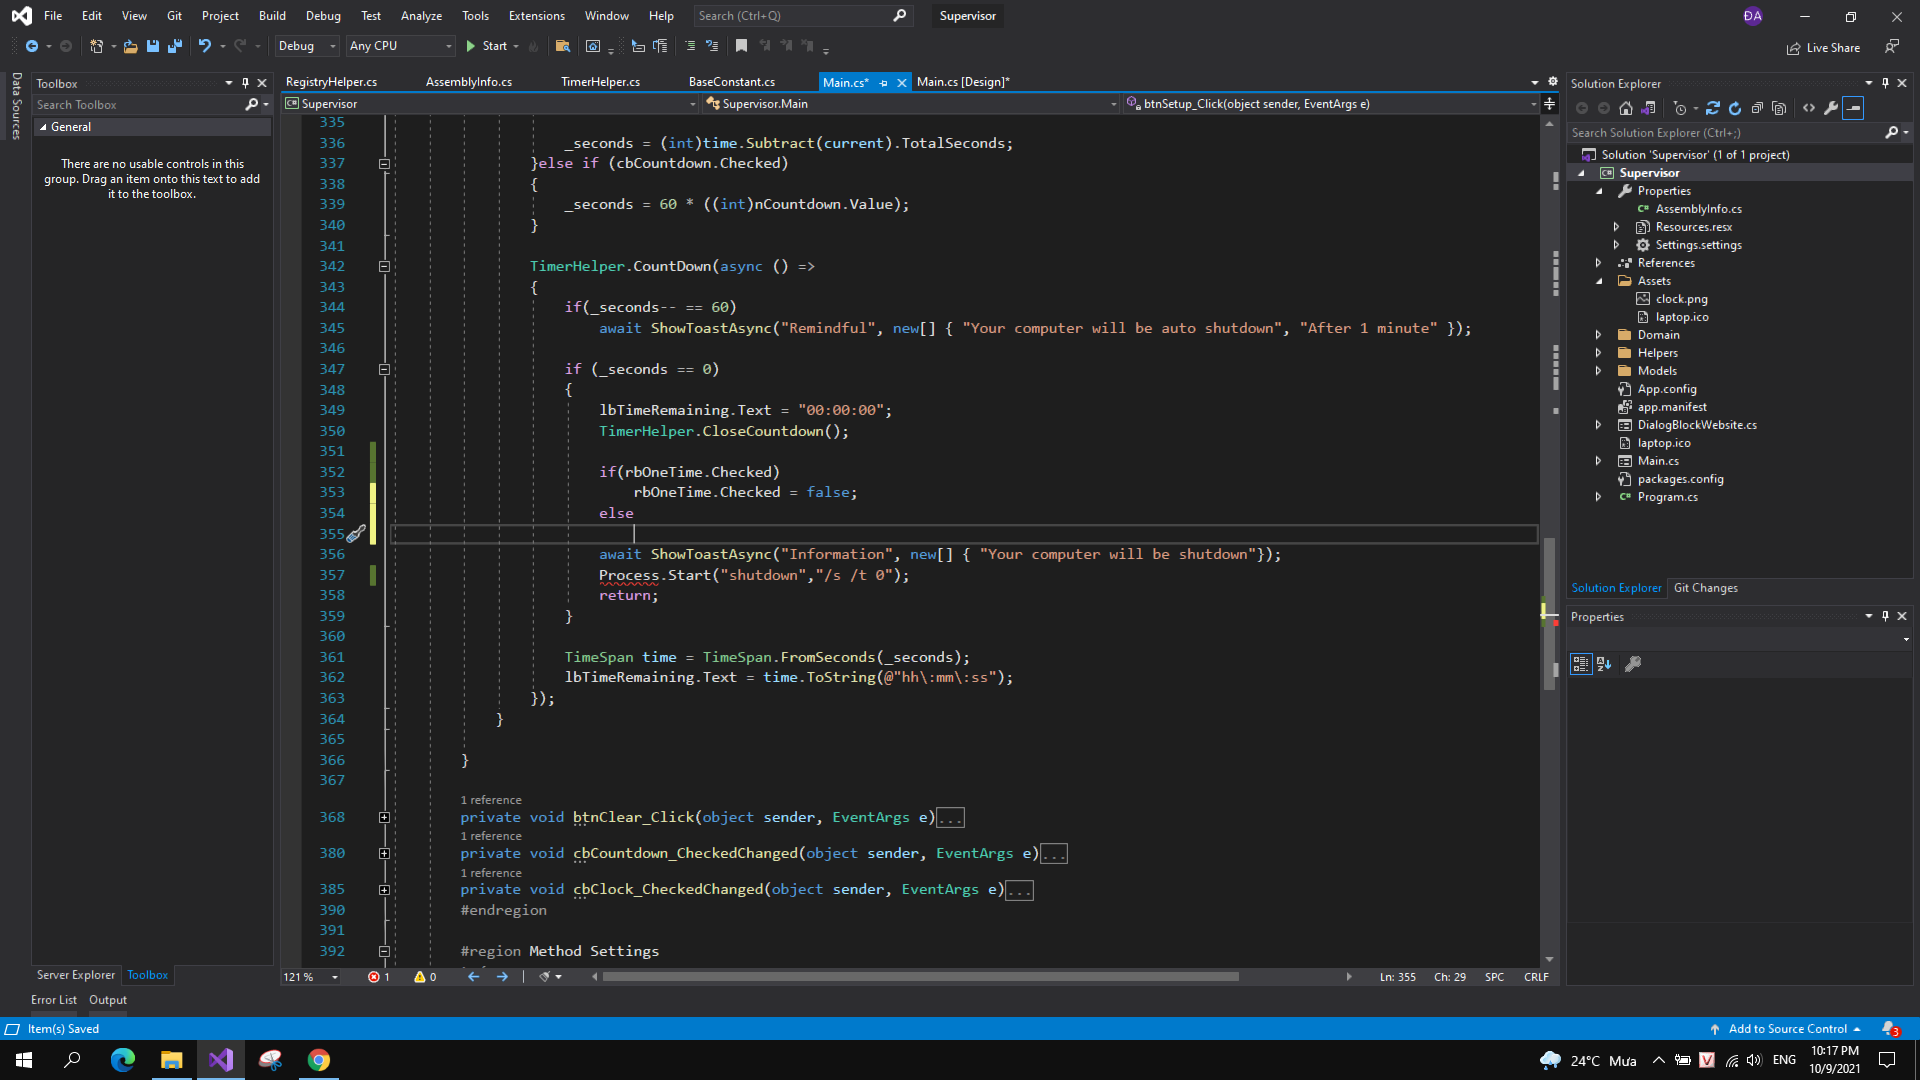 File Edit View Git Project Build Debug Test Analyze Tools Extensions Window Help Search (Ctrl+Q) Supervisor ĐA
Debug Any CPU Start Live Share
Data Sources
Toolbox
Search Toolbox
General
There are no usable controls in this
group. Drag an item onto this text to add
it to the toolbox.
Server Explorer Toolbox
RegistryHelper.cs AssemblyInfo.cs TimerHelper.cs BaseConstant.cs Main.cs* Main.cs [Design]*
Supervisor Supervisor.Main btnSetup_Click(object sender, EventArgs e)
335
336 _seconds = (int)time.Subtract(current).TotalSeconds;
337 }else if (cbCountdown.Checked)
338 {
339 _seconds = 60 * ((int)nCountdown.Value);
340 }
341
342 TimerHelper.CountDown(async () =>
343 {
344 if(_seconds-- == 60)
345 await ShowToastAsync("Remindful", new[] { "Your computer will be auto shutdown", "After 1 minute" });
346
347 if (_seconds == 0)
348 {
349 lbTimeRemaining.Text = "00:00:00";
350 TimerHelper.CloseCountdown();
351
352 if(rbOneTime.Checked)
353 rbOneTime.Checked = false;
354 else
355
356 await ShowToastAsync("Information", new[] { "Your computer will be shutdown"});
357 Process.Start("shutdown","/s /t 0");
358 return;
359 }
360
361 TimeSpan time = TimeSpan.FromSeconds(_seconds);
362 lbTimeRemaining.Text = time.ToString(@"hh\:mm\:ss");
363 });
364 }
365
366 }
367
1 reference
368 private void btnClear_Click(object sender, EventArgs e)...
1 reference
380 private void cbCountdown_CheckedChanged(object sender, EventArgs e)...
1 reference
385 private void cbClock_CheckedChanged(object sender, EventArgs e)...
390 #endregion
391
392 #region Method Settings
121 % 1 0 Ln: 355 Ch: 29 SPC CRLF
Solution Explorer
Search Solution Explorer (Ctrl+;)
Solution 'Supervisor' (1 of 1 project)
Supervisor
Properties
AssemblyInfo.cs
Resources.resx
Settings.settings
References
Assets
clock.png
laptop.ico
Domain
Helpers
Models
App.config
app.manifest
DialogBlockWebsite.cs
laptop.ico
Main.cs
packages.config
Program.cs
Solution Explorer Git Changes
Properties
Error List Output
Item(s) Saved Add to Source Control 3
24°C Mưa V ENG 10:17 PM
10/9/2021